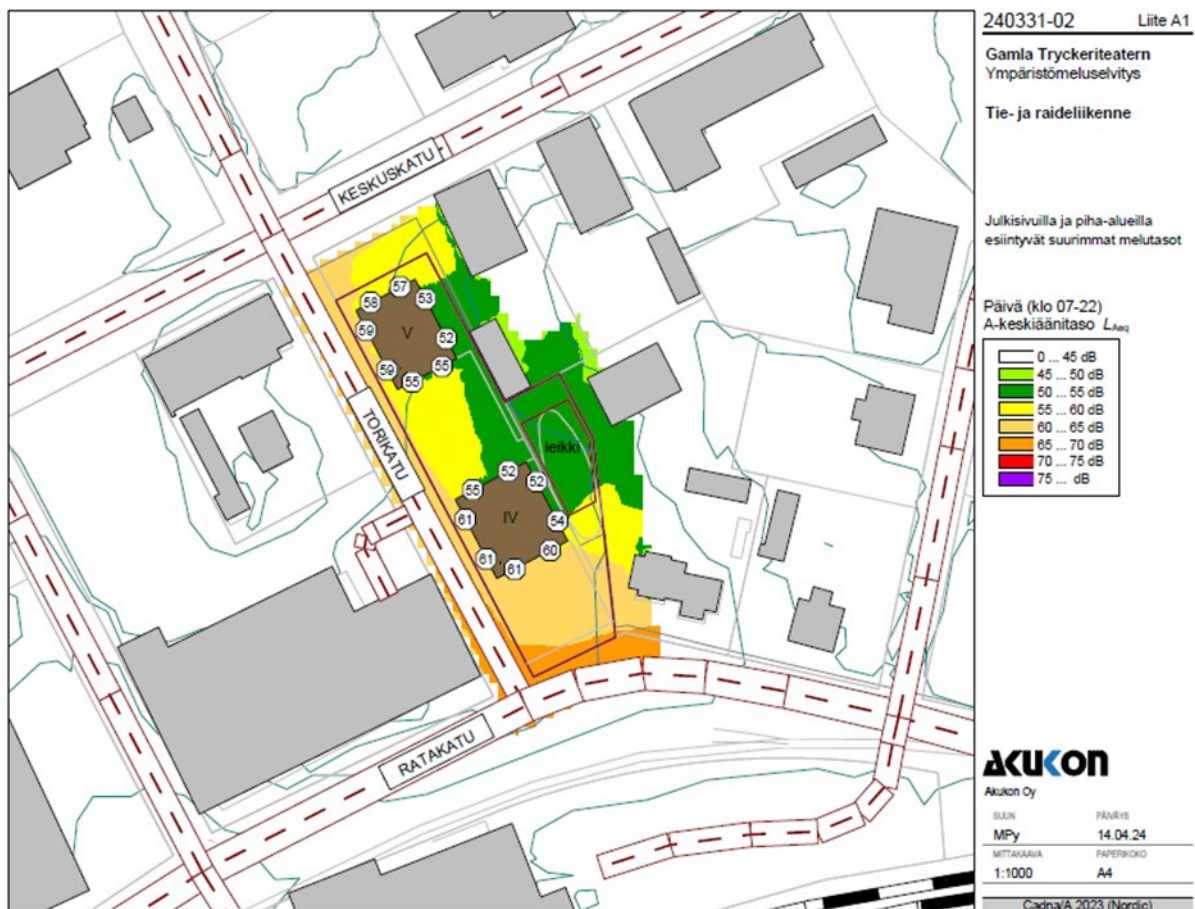 240331-02 Liite A1
Gamla Tryckeriteatern
Ympäristömeluselvitys
Tie- ja raideliikenne
Julkisivuilla ja piha-alueilla
esiintyvät suurimmat melutasot
Päivä (klo 07-22)
A-keskiäänitaso LAeq
0 ... 45 dB
45 ... 50 dB
50 ... 55 dB
55 ... 60 dB
60 ... 65 dB
65 ... 70 dB
70 ... 75 dB
75 ... dB
KESKUSKATU
57
58
53
59
V
52
59
55
55
TORIKATU
leikki
52
52
55
61
IV
54
60
61
61
RATAKATU
AKUKON
Akukon Oy
SUUN PÄIVÄYS
MPy 14.04.24
MITTAKAAVA PAPERIKOKO
1:1000 A4
Cadna/A 2023 (Nordic)